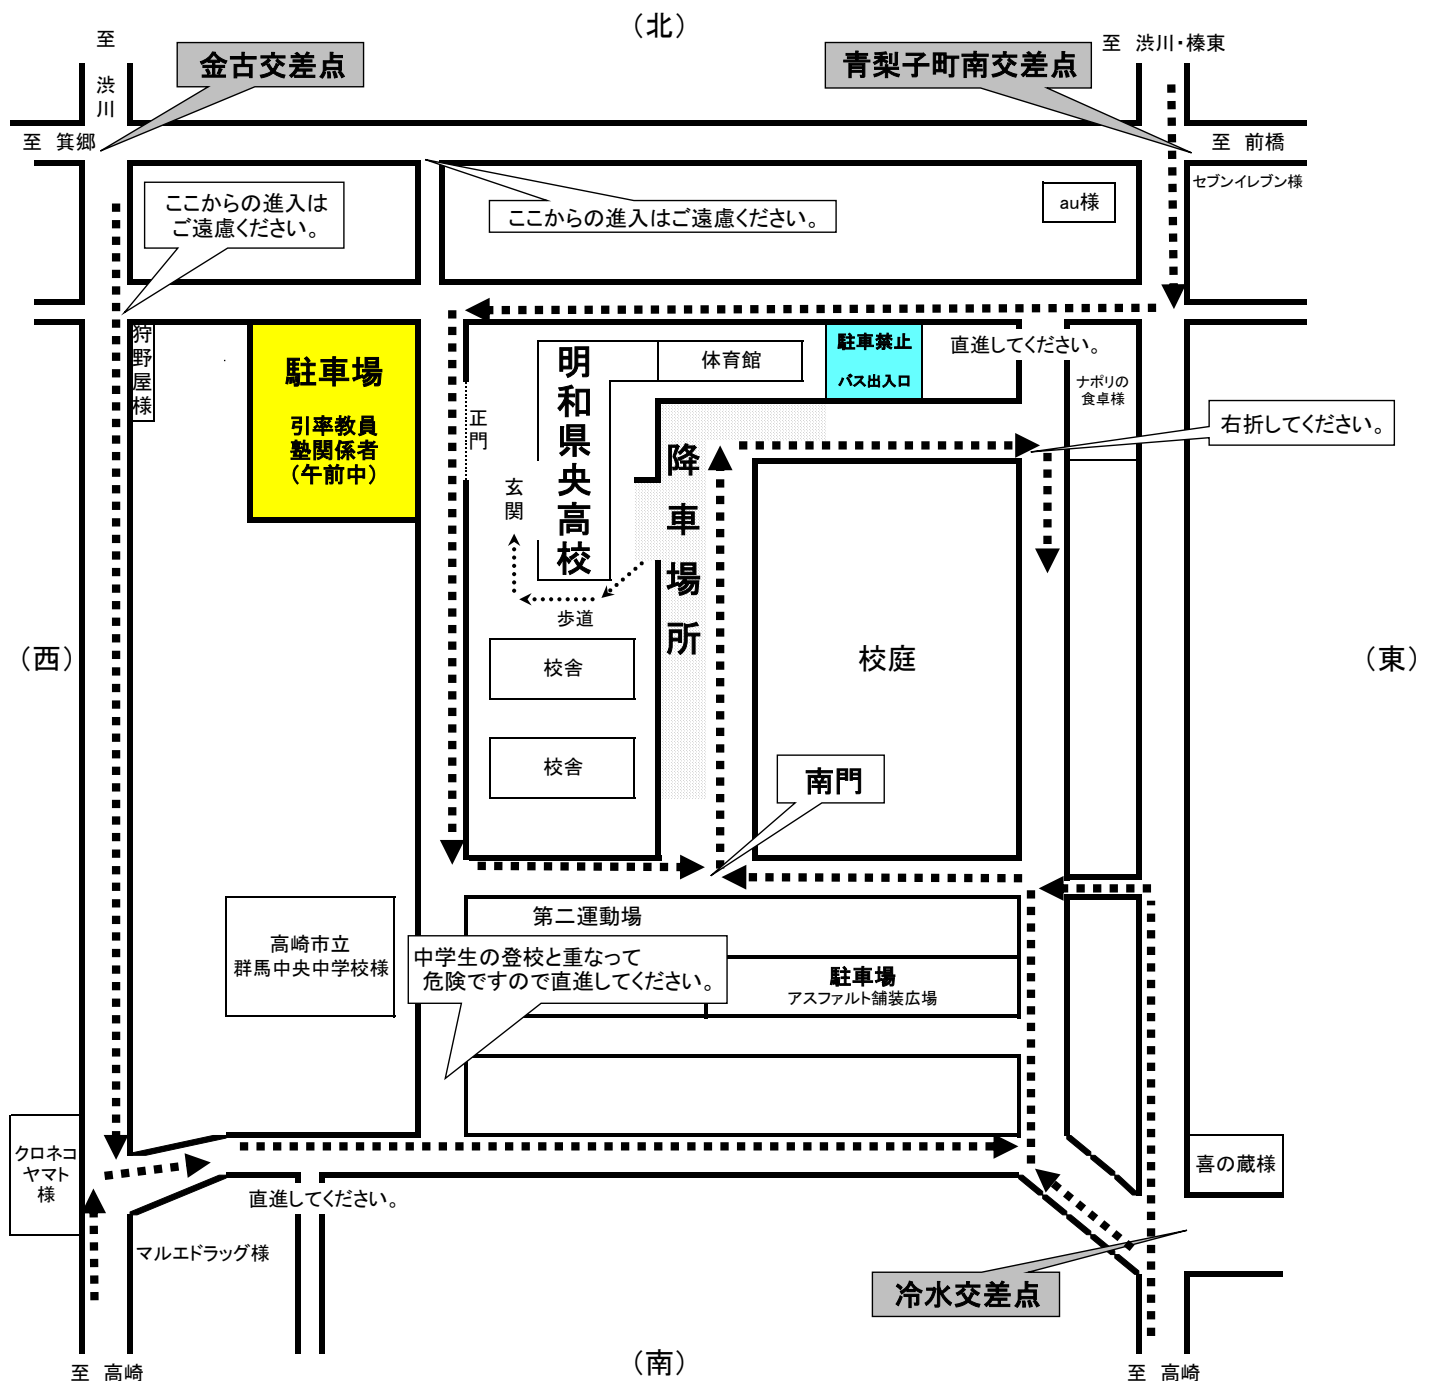 （北）
至
渋
川
金古交差点
青梨子町南交差点
至 渋川・榛東
至 箕郷
至 前橋
セブンイレブン様
ここからの進入は
ご遠慮ください。
ここからの進入はご遠慮ください。
au様
狩
野
屋
様
駐車場
引率教員
塾関係者
（午前中）
正
門
明
和
県
央
高
校
体育館
駐車禁止
バス出入口
直進してください。
ナポリの
食卓様
右折してください。
玄
関
降
車
場
所
歩道
（西）
校舎
校庭
（東）
校舎
南門
高崎市立
群馬中央中学校様
第二運動場
中学生の登校と重なって
危険ですので直進してください。
駐車場
アスファルト舗装広場
クロネコ
ヤマト
様
直進してください。
喜の蔵様
マルエドラッグ様
冷水交差点
至 高崎
（南）
至 高崎